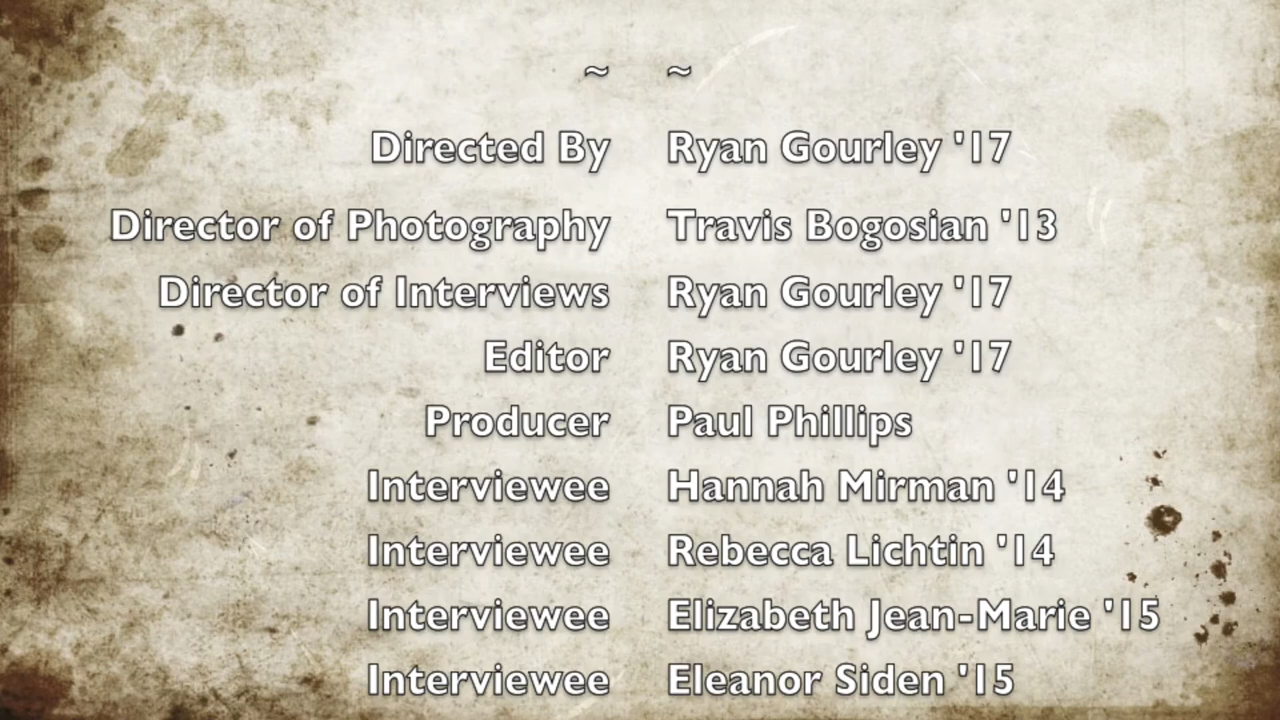 ~ ~
Directed By Ryan Gourley '17
Director of Photography Travis Bogosian '13
Director of Interviews Ryan Gourley '17
Editor Ryan Gourley '17
Producer Paul Phillips
Interviewee Hannah Mirman '14
Interviewee Rebecca Lichtin '14
Interviewee Elizabeth Jean-Marie '15
Interviewee Eleanor Siden '15